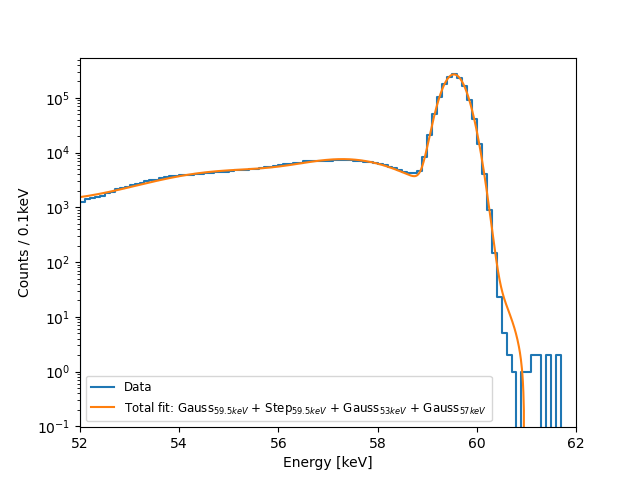 10⁵
10⁴
10³
10²
10¹
10⁰
10⁻¹
Counts / 0.1keV
Data
Total fit: Gauss₅₉.₅ₖₑV + Step₅₉.₅ₖₑV + Gauss₅₃ₖₑV + Gauss₅₇ₖₑV
52 54 56 58 60 62
Energy [keV]